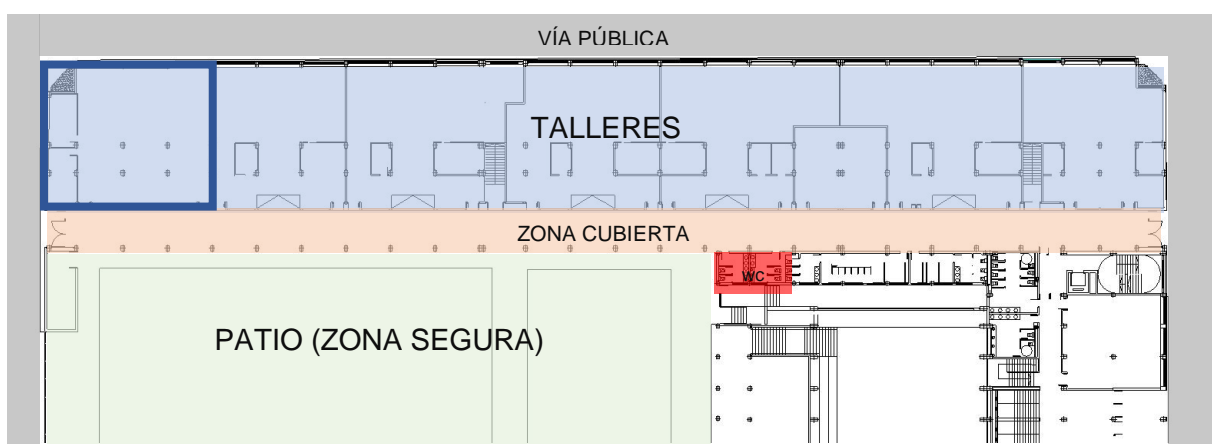 VÍA PÚBLICA
TALLERES
ZONA CUBIERTA
WC
PATIO (ZONA SEGURA)